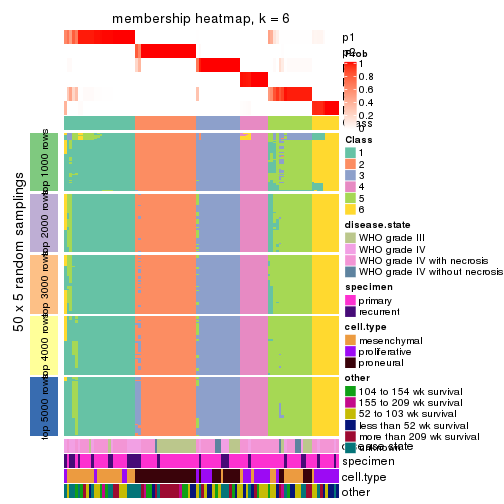 membership heatmap, k = 6
p1
p2
Prob
1
0.8
0.6
0.4
0.2
0
Class
50 x 5 random samplings
top 1000 rows
top 2000 rows
top 3000 rows
top 4000 rows
top 5000 rows
Class
1
2
3
4
5
6
disease.state
WHO grade III
WHO grade IV
WHO grade IV with necrosis
WHO grade IV without necrosis
specimen
primary
recurrent
cell.type
mesenchymal
proliferative
proneural
other
104 to 154 wk survival
155 to 209 wk survival
52 to 103 wk survival
less than 52 wk survival
more than 209 wk survival
disease.state
specimen
cell.type
other